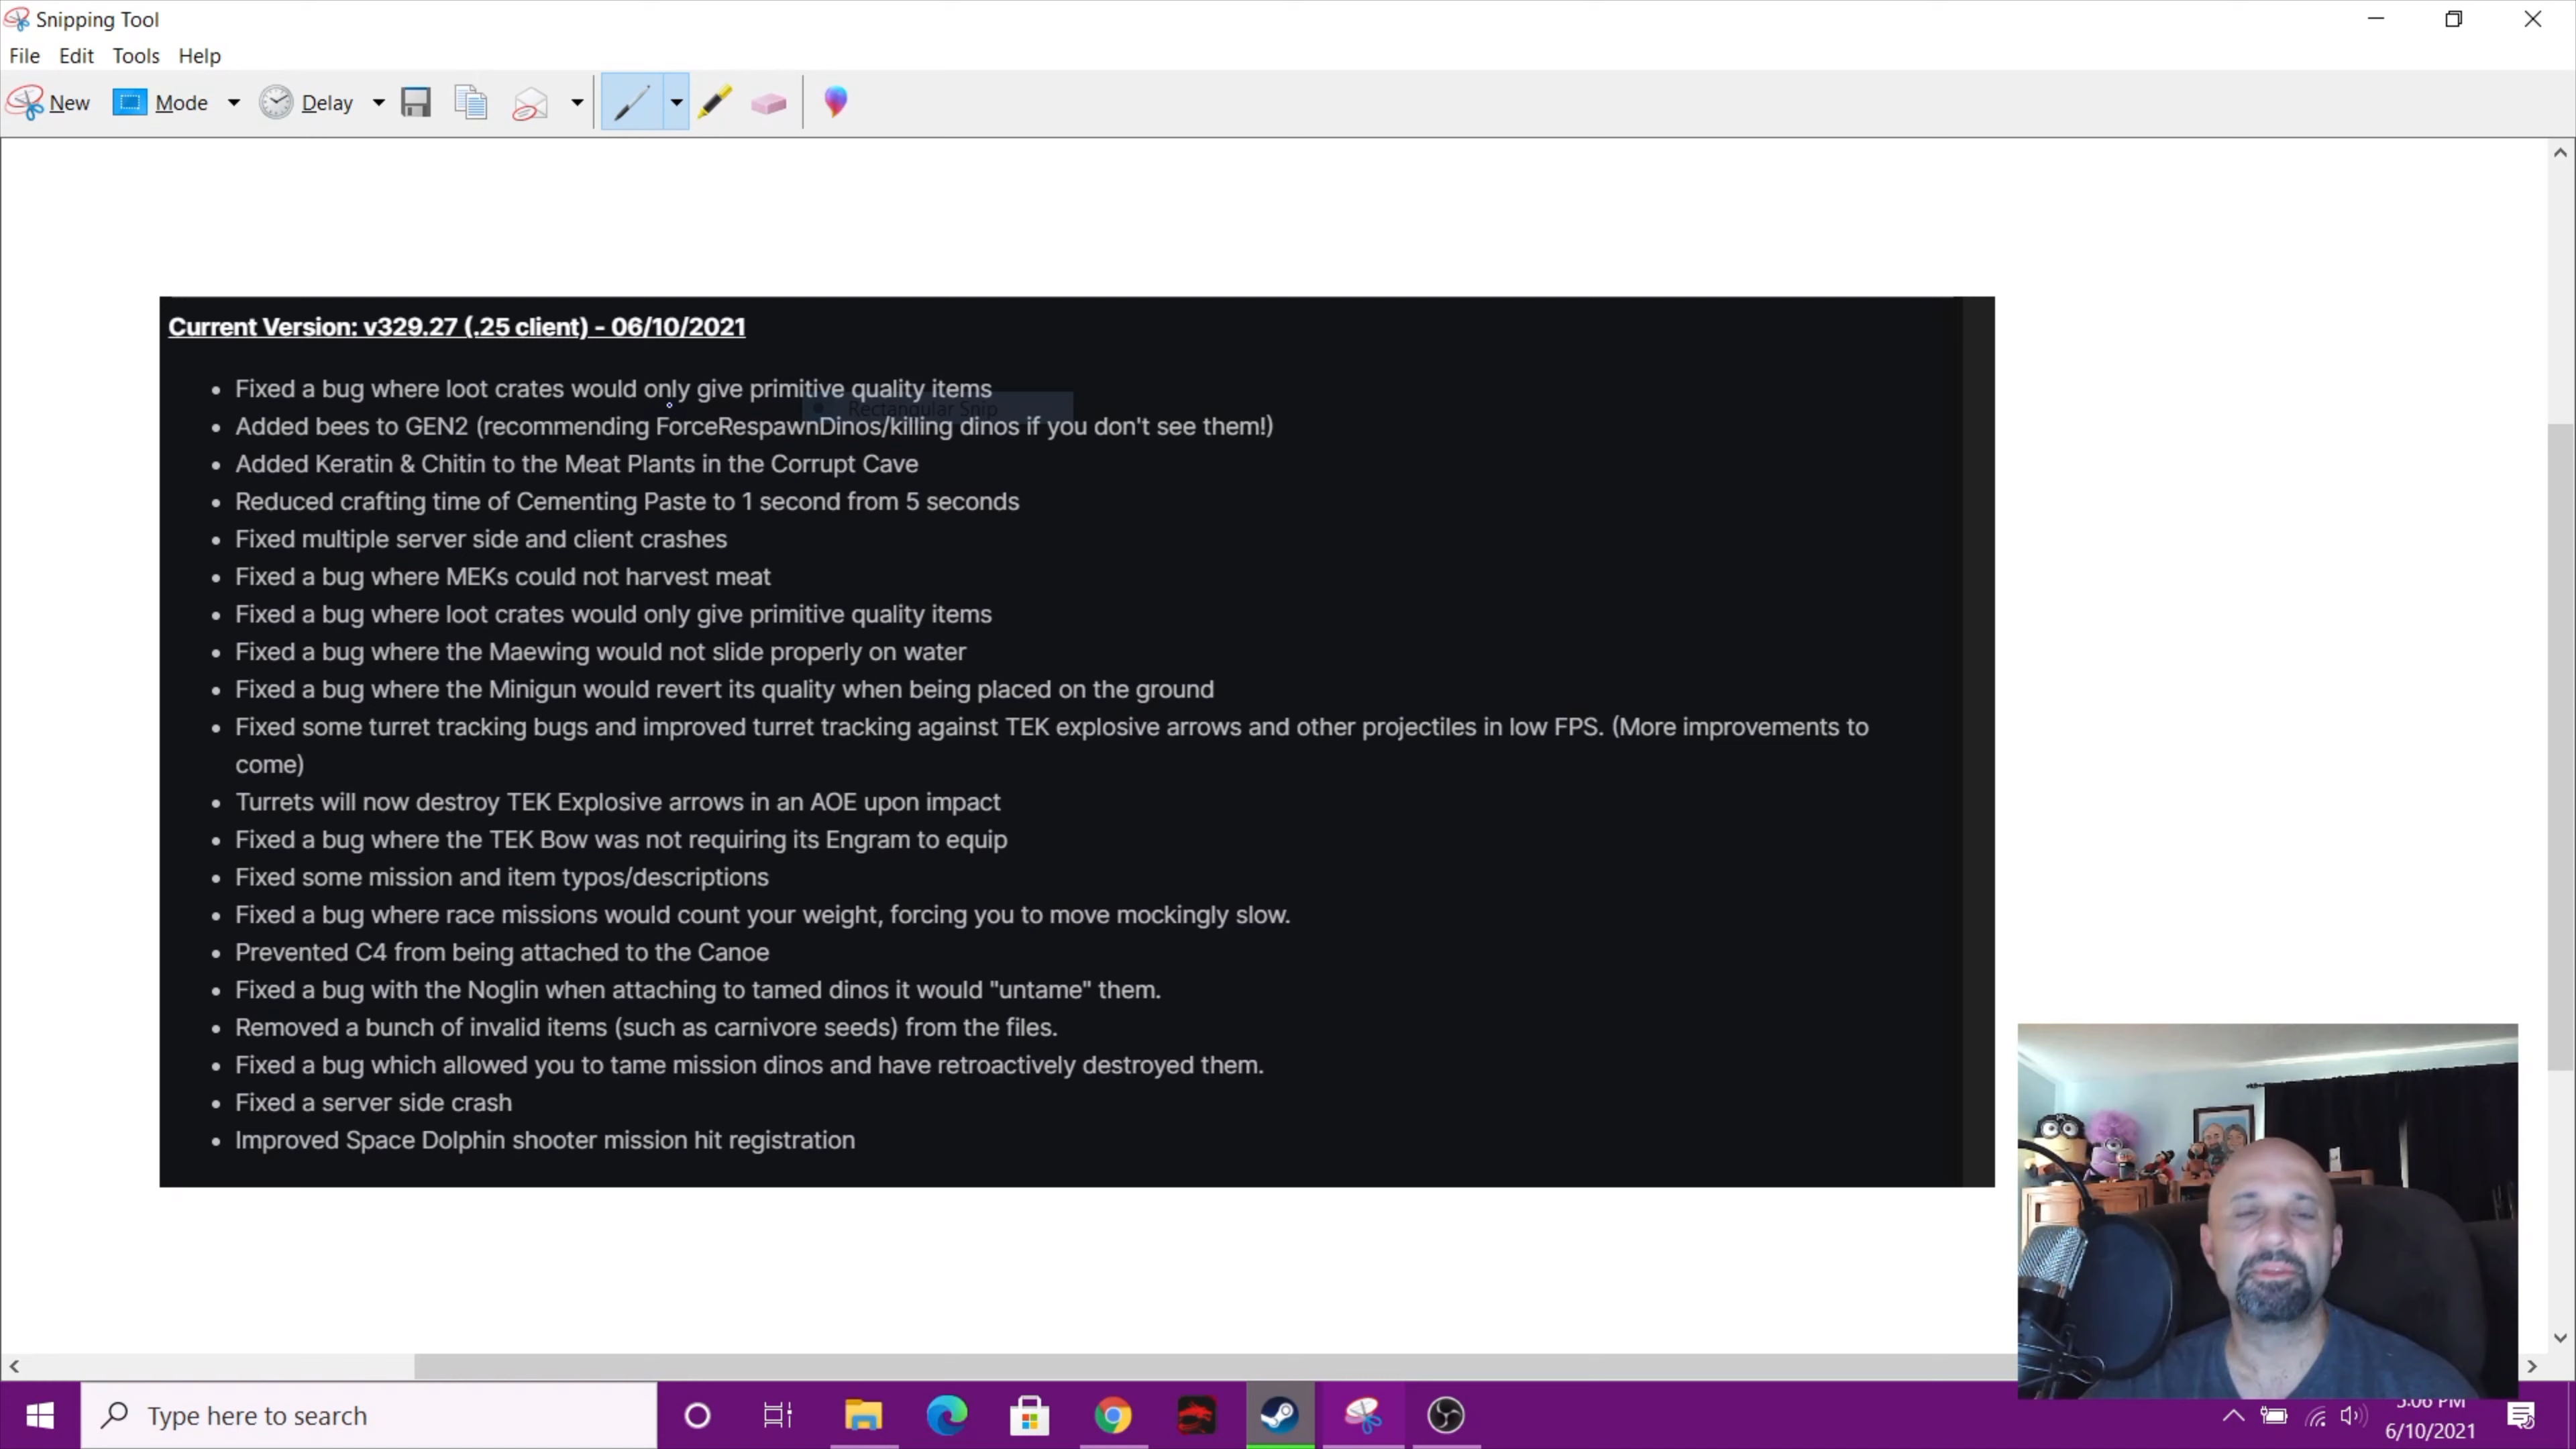 Snipping Tool
File Edit Tools Help
New Mode Delay
Current Version: v329.27 (.25 client) - 06/10/2021
• Fixed a bug where loot crates would only give primitive quality items
Rectangular Snip
• Added bees to GEN2 (recommending ForceRespawnDinos/killing dinos if you don't see them!)
• Added Keratin & Chitin to the Meat Plants in the Corrupt Cave
• Reduced crafting time of Cementing Paste to 1 second from 5 seconds
• Fixed multiple server side and client crashes
• Fixed a bug where MEKs could not harvest meat
• Fixed a bug where loot crates would only give primitive quality items
• Fixed a bug where the Maewing would not slide properly on water
• Fixed a bug where the Minigun would revert its quality when being placed on the ground
• Fixed some turret tracking bugs and improved turret tracking against TEK explosive arrows and other projectiles in low FPS. (More improvements to
come)
• Turrets will now destroy TEK Explosive arrows in an AOE upon impact
• Fixed a bug where the TEK Bow was not requiring its Engram to equip
• Fixed some mission and item typos/descriptions
• Fixed a bug where race missions would count your weight, forcing you to move mockingly slow.
• Prevented C4 from being attached to the Canoe
• Fixed a bug with the Noglin when attaching to tamed dinos it would "untame" them.
• Removed a bunch of invalid items (such as carnivore seeds) from the files.
• Fixed a bug which allowed you to tame mission dinos and have retroactively destroyed them.
• Fixed a server side crash
• Improved Space Dolphin shooter mission hit registration
Type here to search
5:06 PM
6/10/2021